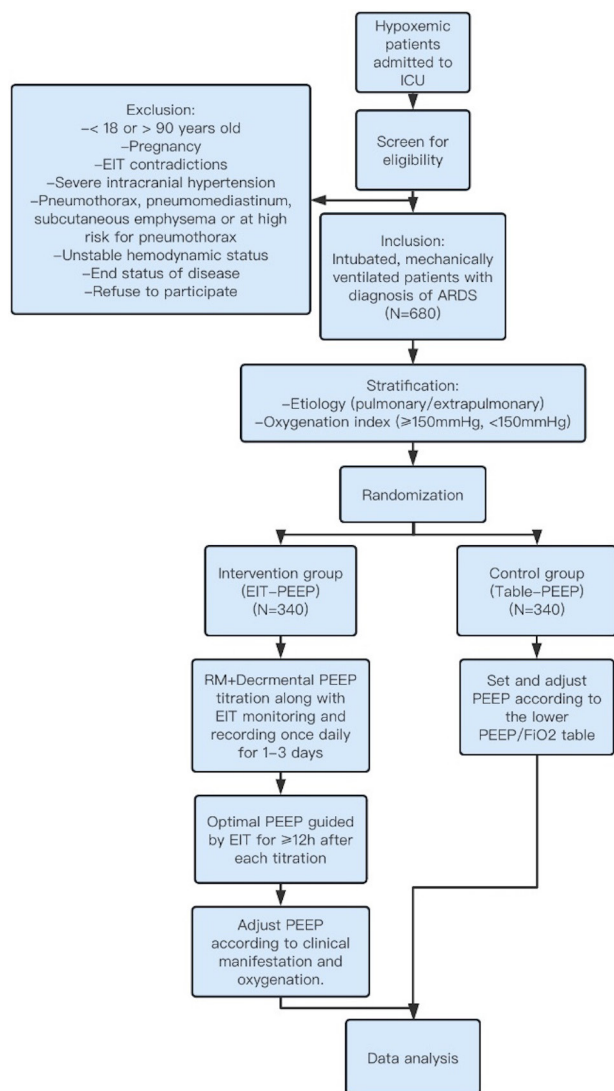 Hypoxemic
patients
admitted to
ICU
Exclusion:
–< 18 or > 90 years old
–Pregnancy
–EIT contradictions
–Severe intracranial hypertension
–Pneumothorax, pneumomediastinum,
subcutaneous emphysema or at high
risk for pneumothorax
–Unstable hemodynamic status
–End status of disease
–Refuse to participate
Screen for
eligibility
Inclusion:
Intubated, mechanically
ventilated patients with
diagnosis of ARDS
(N=680)
Stratification:
–Etiology (pulmonary/extrapulmonary)
–Oxygenation index (≥150mmHg, <150mmHg)
Randomization
Intervention group
(EIT–PEEP)
(N=340)
Control group
(Table–PEEP)
(N=340)
RM+Decrmental PEEP
titration along with
EIT monitoring and
recording once daily
for 1–3 days
Set and adjust
PEEP according to
the lower
PEEP/FiO2 table
Optimal PEEP guided
by EIT for ≥12h after
each titration
Adjust PEEP
according to clinical
manifestation and
oxygenation.
Data analysis